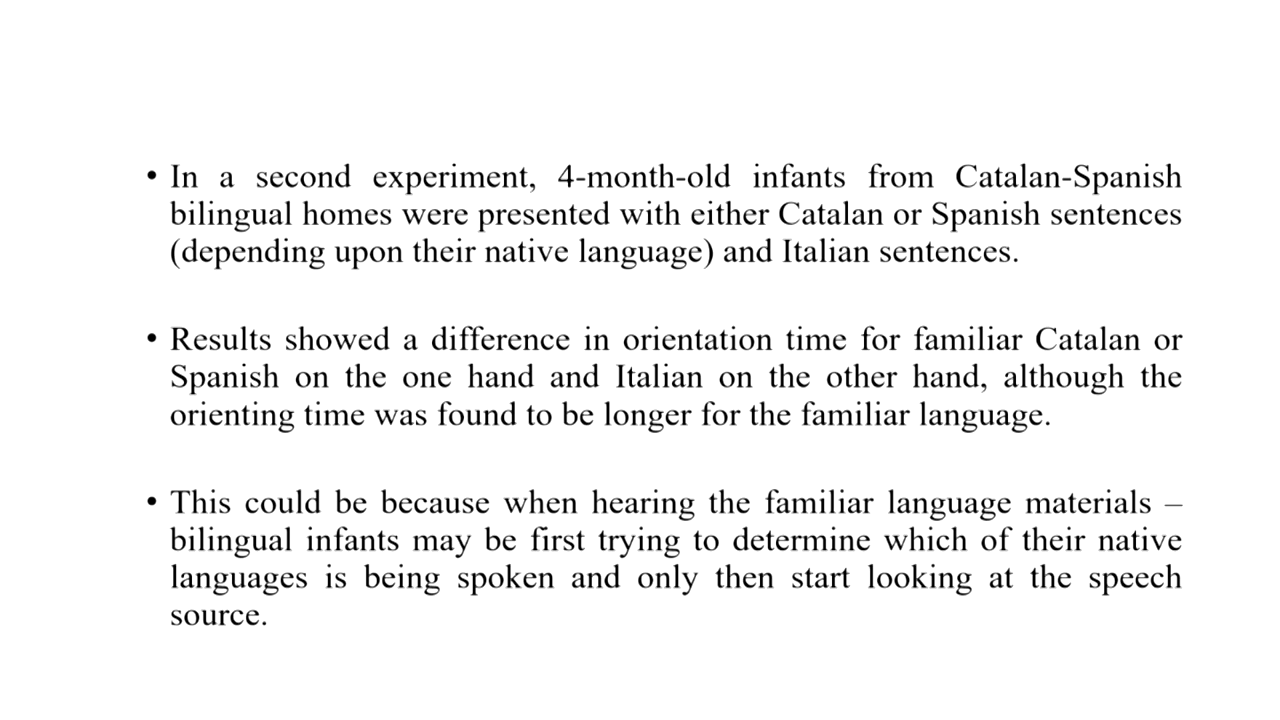 • In a second experiment, 4-month-old infants from Catalan-Spanish
bilingual homes were presented with either Catalan or Spanish sentences
(depending upon their native language) and Italian sentences.
• Results showed a difference in orientation time for familiar Catalan or
Spanish on the one hand and Italian on the other hand, although the
orienting time was found to be longer for the familiar language.
• This could be because when hearing the familiar language materials –
bilingual infants may be first trying to determine which of their native
languages is being spoken and only then start looking at the speech
source.